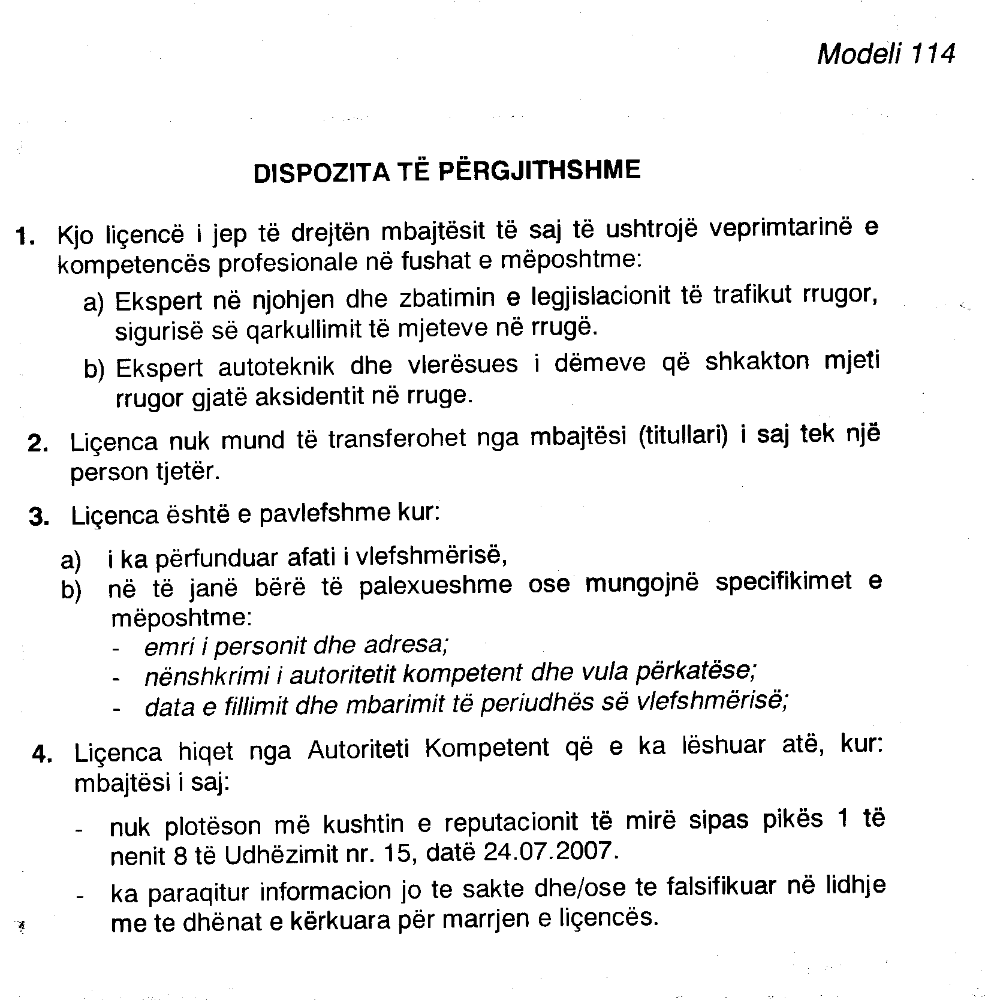 Modeli 114
DISPOZITA TË PËRGJITHSHME
1. Kjo liçencë i jep të drejtën mbajtësit të saj të ushtrojë veprimtarinë e
kompetencës profesionale në fushat e mëposhtme:
a) Ekspert në njohjen dhe zbatimin e legjislacionit të trafikut rrugor,
sigurisë së qarkullimit të mjeteve në rrugë.
b) Ekspert autoteknik dhe vlerësues i dëmeve që shkakton mjeti
rrugor gjatë aksidentit në rruge.
2. Liçenca nuk mund të transferohet nga mbajtësi (titullari) i saj tek një
person tjetër.
3. Liçenca është e pavlefshme kur:
a) i ka përfunduar afati i vlefshmërisë,
b) në të janë bërë të palexueshme ose mungojnë specifikimet e
mëposhtme:
- emri i personit dhe adresa;
- nënshkrimi i autoritetit kompetent dhe vula përkatëse;
- data e fillimit dhe mbarimit të periudhës së vlefshmërisë;
4. Liçenca hiqet nga Autoriteti Kompetent që e ka lëshuar atë, kur:
mbajtësi i saj:
- nuk plotëson më kushtin e reputacionit të mirë sipas pikës 1 të
nenit 8 të Udhëzimit nr. 15, datë 24.07.2007.
- ka paraqitur informacion jo te sakte dhe/ose te falsifikuar në lidhje
me te dhënat e kërkuara për marrjen e liçencës.